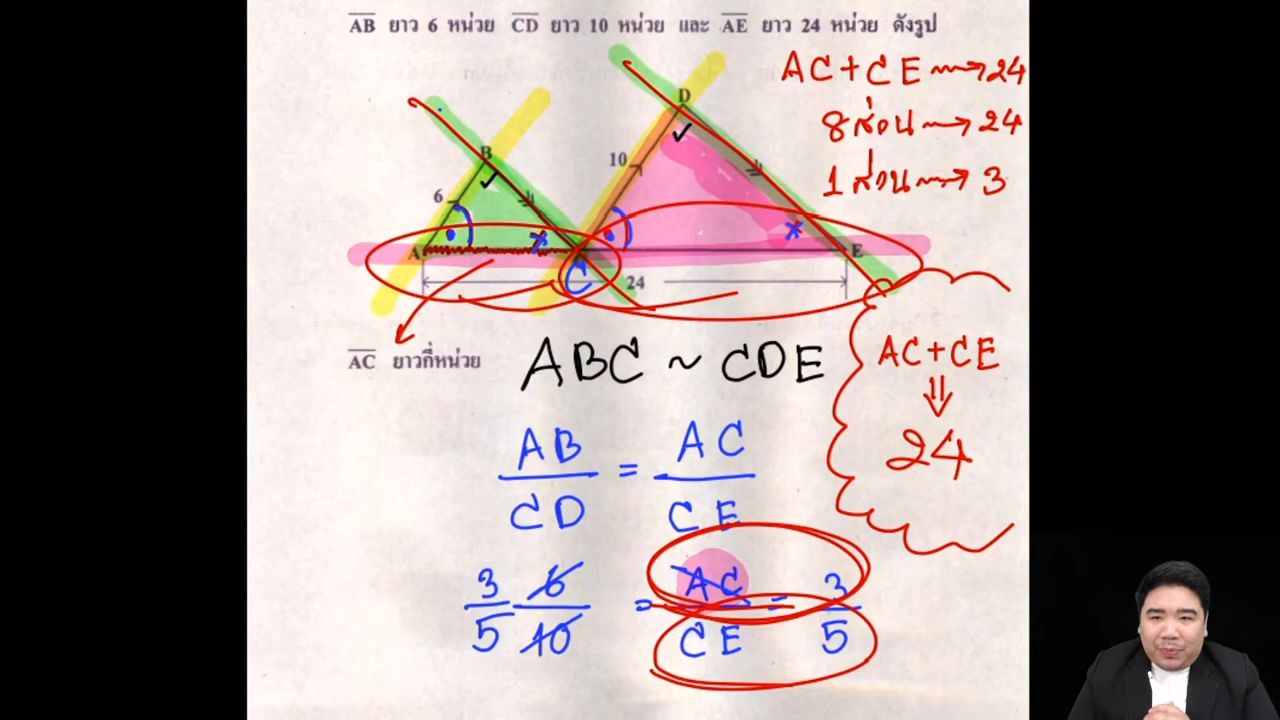 AB ยาว 6 หน่วย CD ยาว 10 หน่วย และ AE ยาว 24 หน่วย ดังรูป
AC + CE → 24
8 ส่วน → 24
1 ส่วน → 3
D
B
10
6
A
C
E
24
AC ยาวกี่หน่วย
ABC ~ CDE
AC+CE
⇓
24
AB = AC
CD CE
3 6 = AC = 3
5 10 CE 5